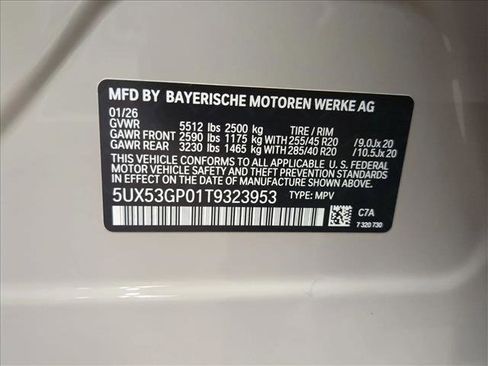 MFD BY BAYERISCHE MOTOREN WERKE AG
01/26
GVWR 5512 lbs 2500 kg TIRE / RIM
GAWR FRONT 2590 lbs 1175 kg WITH 255/45 R20 /9.0Jx20
GAWR REAR 3230 lbs 1465 kg WITH 285/40 R20 /10.5Jx20
THIS VEHICLE CONFORMS TO ALL APPLICABLE U. S. FEDERAL
MOTOR VEHICLE SAFETY, BUMPER, AND THEFT PREVENTION
STANDARDS IN EFFECT ON THE DATE OF MANUFACTURE SHOWN ABOVE.
5UX53GP01T9323953 TYPE: MPV
C7A
7 320 730